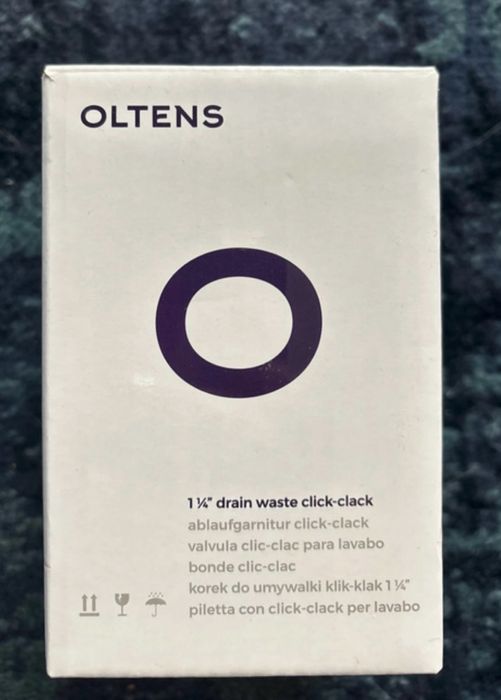 OLTENS
1 ¼" drain waste click-clack
ablaufgarnitur click-clack
valvula clic-clac para lavabo
bonde clic-clac
korek do umywalki klik-klak 1 ¼"
piletta con click-clack per lavabo